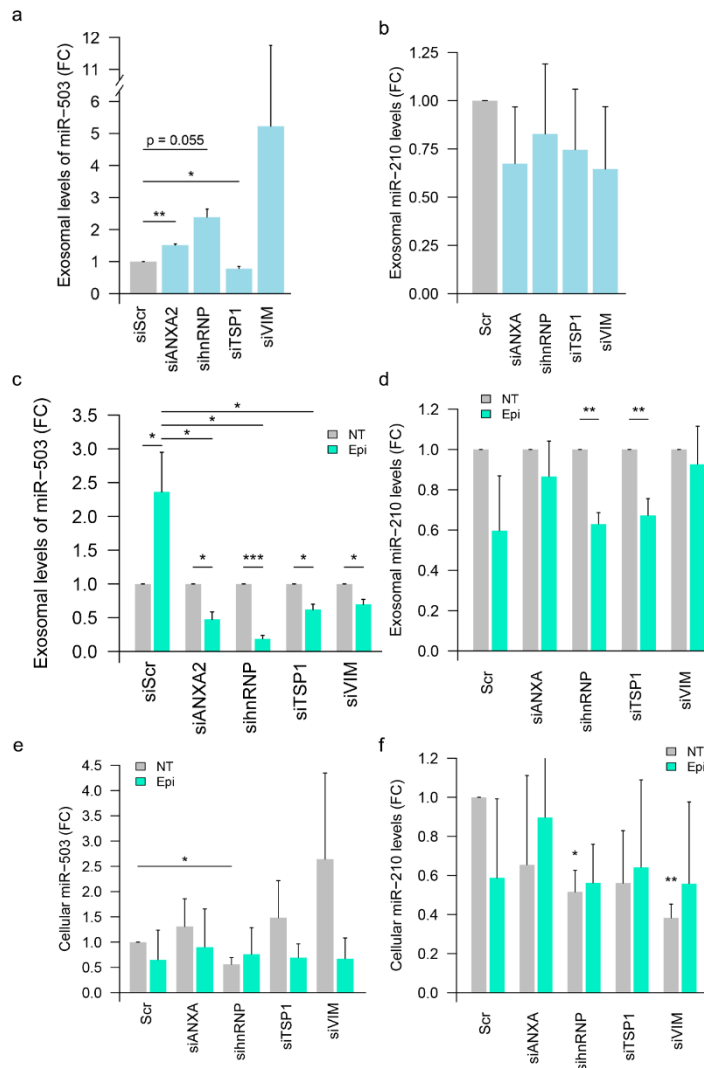 a
Exosomal levels of miR−503 (FC)
12
11
6
5
4
3
2
1
0
p = 0.055
*
**
siScr
siANXA2
sihnRNP
siTSP1
siVIM
b
Exosomal miR−210 levels (FC)
1.25
1.00
0.75
0.25
0.00
Scr
siANXA
sihnRNP
siTSP1
siVIM
c
Exosomal levels of miR−503 (FC)
3.5
3.0
2.5
2.0
1.5
1.0
0.5
0.0
NT
Epi
*
*
*
*
*
***
*
*
siScr
siANXA2
sihnRNP
siTSP1
siVIM
d
Exosomal miR−210 levels (FC)
NT
Epi
1.2
1.0
0.8
0.6
0.4
0.2
0.0
**
**
Scr
siANXA
sihnRNP
siTSP1
siVIM
e
Cellular miR−503 (FC)
4.5
4.0
3.5
3.0
2.5
2.0
1.5
1.0
0.5
0.0
NT
Epi
*
Scr
siANXA
sihnRNP
siTSP1
siVIM
f
Cellular miR−210 levels (FC)
1.2
1.0
0.8
0.6
0.4
0.2
0.0
NT
Epi
*
**
Scr
siANXA
sihnRNP
siTSP1
siVIM